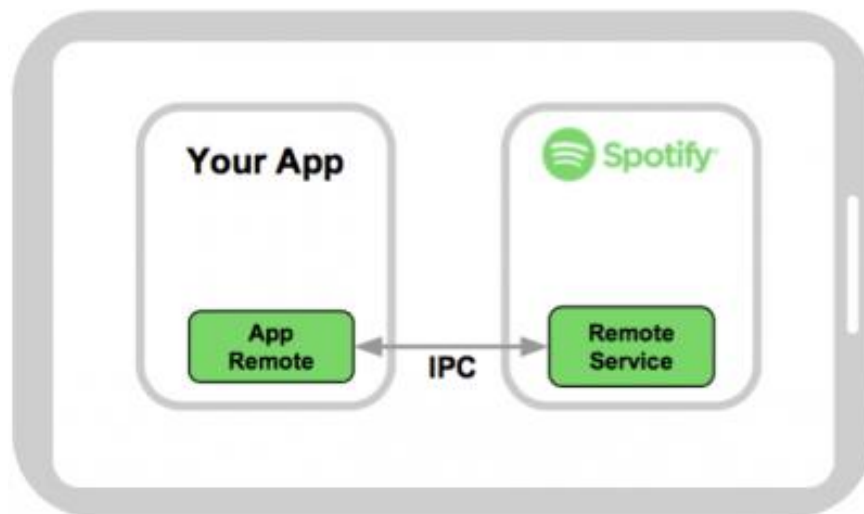 Your App
Spotify
App
Remote
IPC
Remote
Service